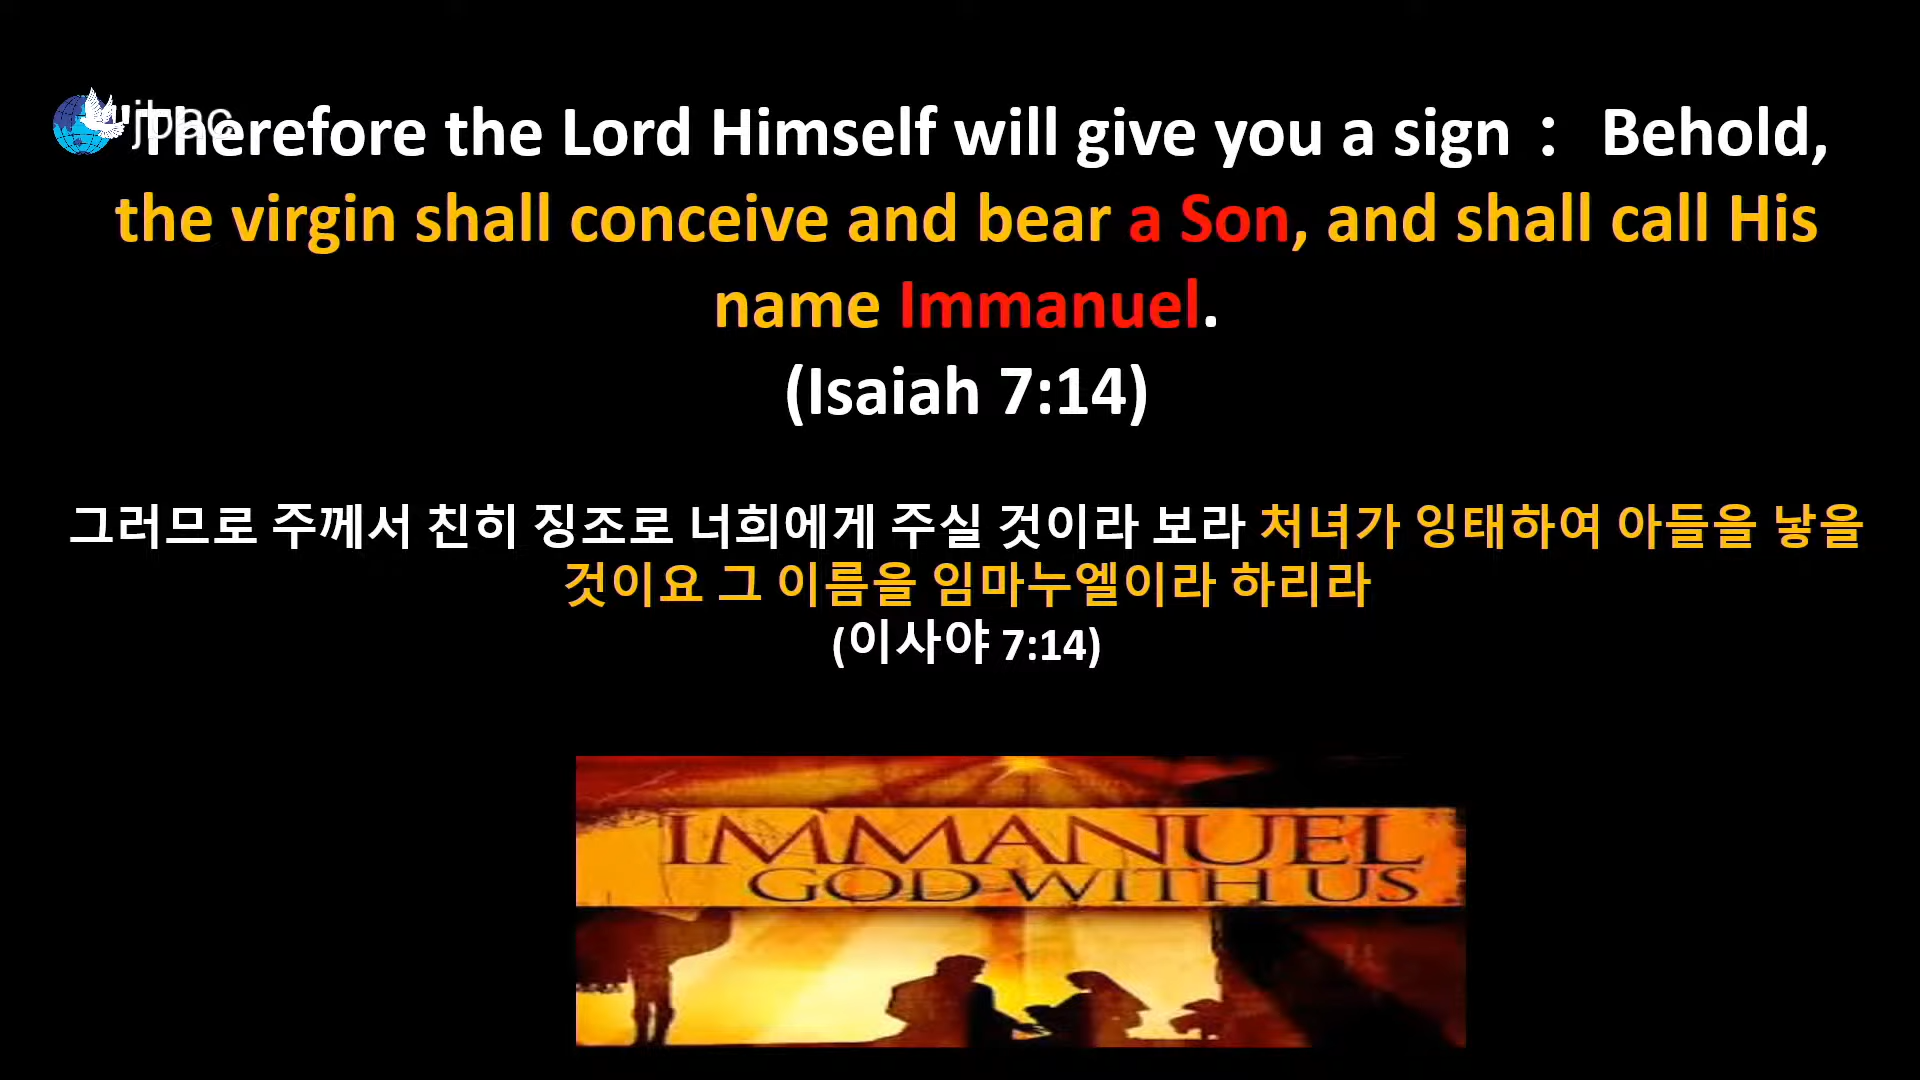 "Therefore the Lord Himself will give you a sign： Behold,
the virgin shall conceive and bear a Son, and shall call His
name Immanuel.
(Isaiah 7:14)
그러므로 주께서 친히 징조로 너희에게 주실 것이라 보라 처녀가 잉태하여 아들을 낳을
것이요 그 이름을 임마누엘이라 하리라
(이사야 7:14)
IMMANUEL
GOD WITH US